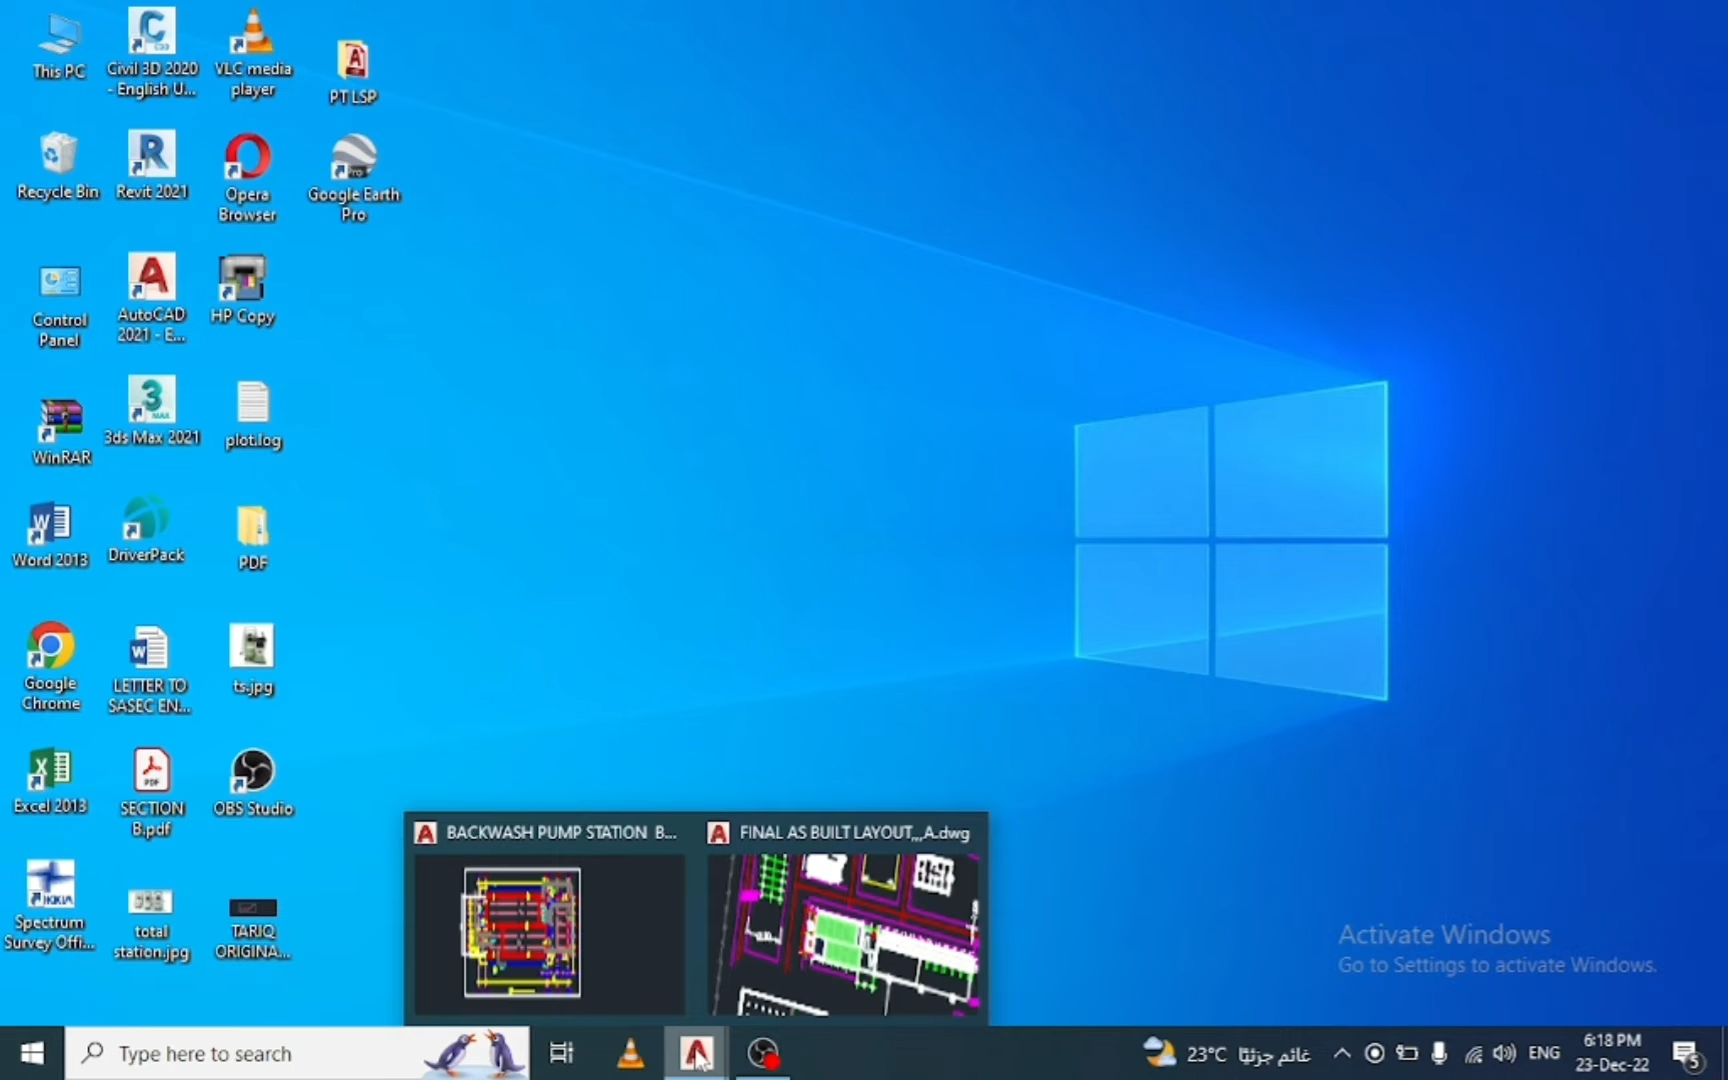 This PC
Civil 3D 2020
- English U...
VLC media
player
PT LSP
Recycle Bin
Revit 2021
Opera
Browser
Google Earth
Pro
Control
Panel
AutoCAD
2021 - E...
HP Copy
WinRAR
3ds Max 2021
plot.log
Word 2013
DriverPack
PDF
Google
Chrome
LETTER TO
SASEC EN...
ts.jpg
Excel 2013
SECTION
B.pdf
OBS Studio
Spectrum
Survey Offi...
total
station.jpg
TARIQ
ORIGINA...
BACKWASH PUMP STATION B...
FINAL AS BUILT LAYOUT,,,A.dwg
Activate Windows
Go to Settings to activate Windows.
Type here to search
23°C غائم جزئيًا
ENG
6:18 PM
23-Dec-22
5